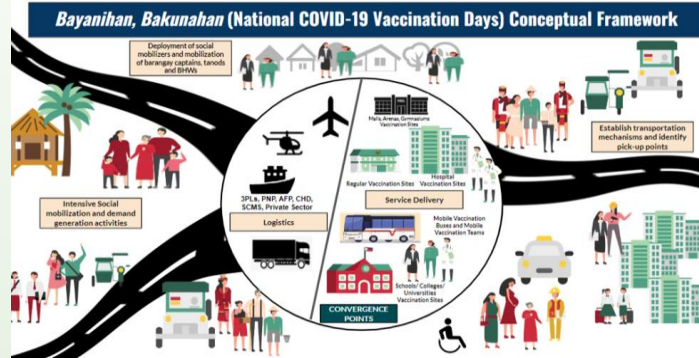 Bayanihan, Bakunahan (National COVID-19 Vaccination Days) Conceptual Framework
Deployment of social
mobilizers and mobilization
of barangay captains, tanods
and BHWs
Malls, Arenas, Gymnasiums
Vaccination Sites
Establish transportation
mechanisms and identify
pick-up points
Regular Vaccination Sites
Hospital
Vaccination Sites
3PLs, PNP, AFP, CHD,
SCMS, Private Sector
Service Delivery
Intensive Social
mobilization and demand
generation activities
Logistics
Mobile Vaccination
Buses and Mobile
Vaccination Teams
Schools/ Colleges/
Universities
Vaccination Sites
CONVERGENCE
POINTS